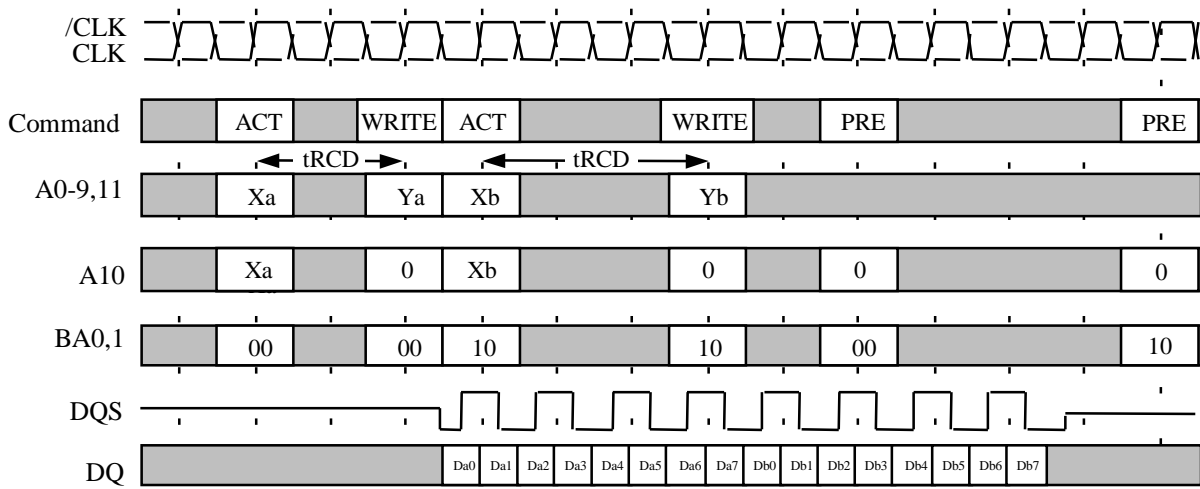 /CLK
CLK
Command ACT WRITE ACT WRITE PRE PRE
tRCD tRCD
A0-9,11 Xa Ya Xb Yb
A10 Xa 0 Xb 0 0 0
BA0,1 00 00 10 10 00 10
DQS
DQ Da0 Da1 Da2 Da3 Da4 Da5 Da6 Da7 Db0 Db1 Db2 Db3 Db4 Db5 Db6 Db7